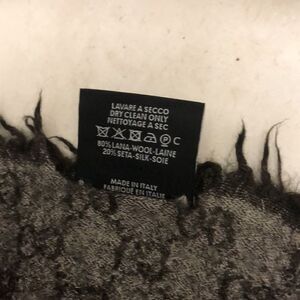 LAVARE A SECCO
DRY CLEAN ONLY
NETTOYAGE A SEC
P C
80% LANA-WOOL-LAINE
20% SETA-SILK-SOIE
MADE IN ITALY
FABRIQUÉ EN ITALIE